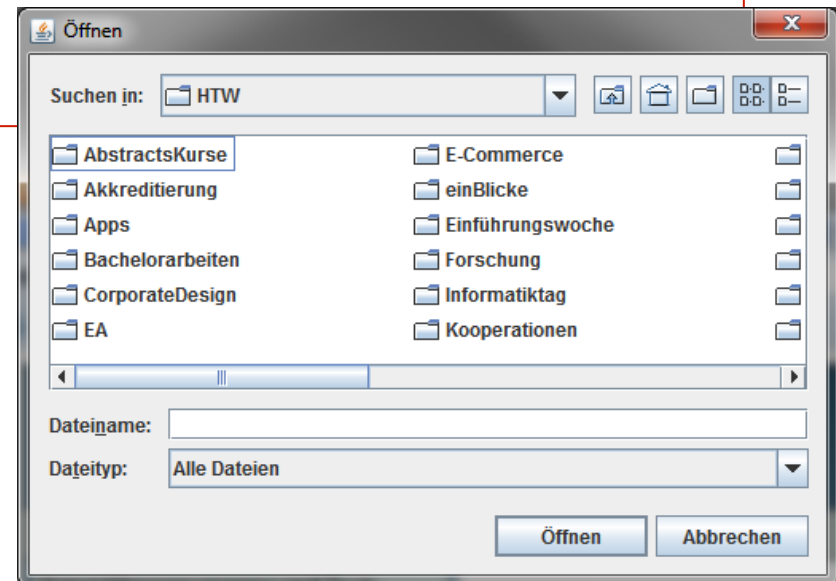 Öffnen
Suchen in: HTW
AbstractsKurse E-Commerce
Akkreditierung einBlicke
Apps Einführungswoche
Bachelorarbeiten Forschung
CorporateDesign Informatiktag
EA Kooperationen
Dateiname:
Dateityp: Alle Dateien
Öffnen Abbrechen